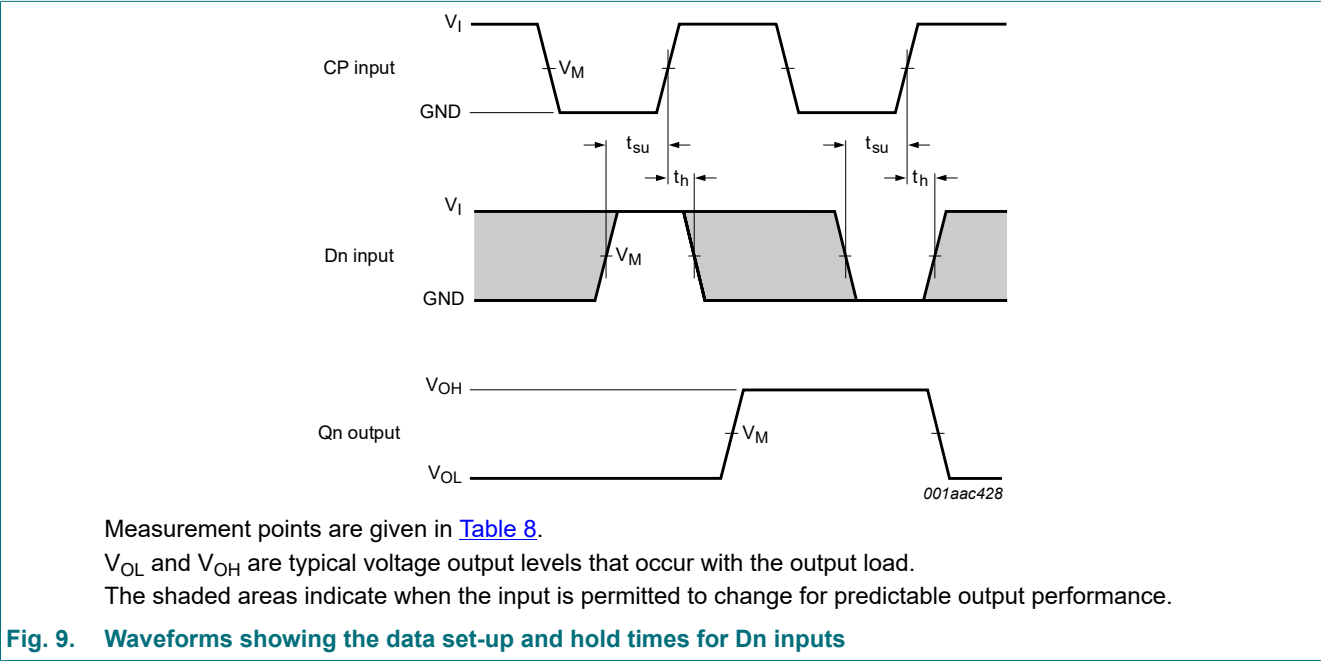 V_I
CP input
V_M
GND
t_su
t_su
t_h
t_h
V_I
Dn input
V_M
GND
V_OH
Qn output
V_M
V_OL
001aac428
Measurement points are given in Table 8.
V_OL and V_OH are typical voltage output levels that occur with the output load.
The shaded areas indicate when the input is permitted to change for predictable output performance.
Fig. 9. Waveforms showing the data set-up and hold times for Dn inputs